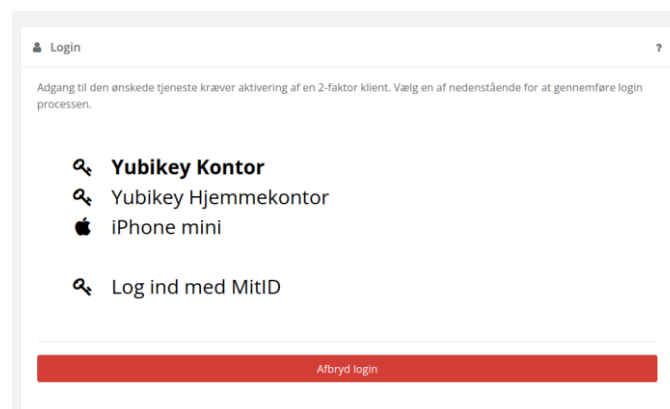 Login
?
Adgang til den ønskede tjeneste kræver aktivering af en 2-faktor klient. Vælg en af nedenstående for at gennemføre login
processen.
Yubikey Kontor
Yubikey Hjemmekontor
iPhone mini
Log ind med MitID
Afbryd login